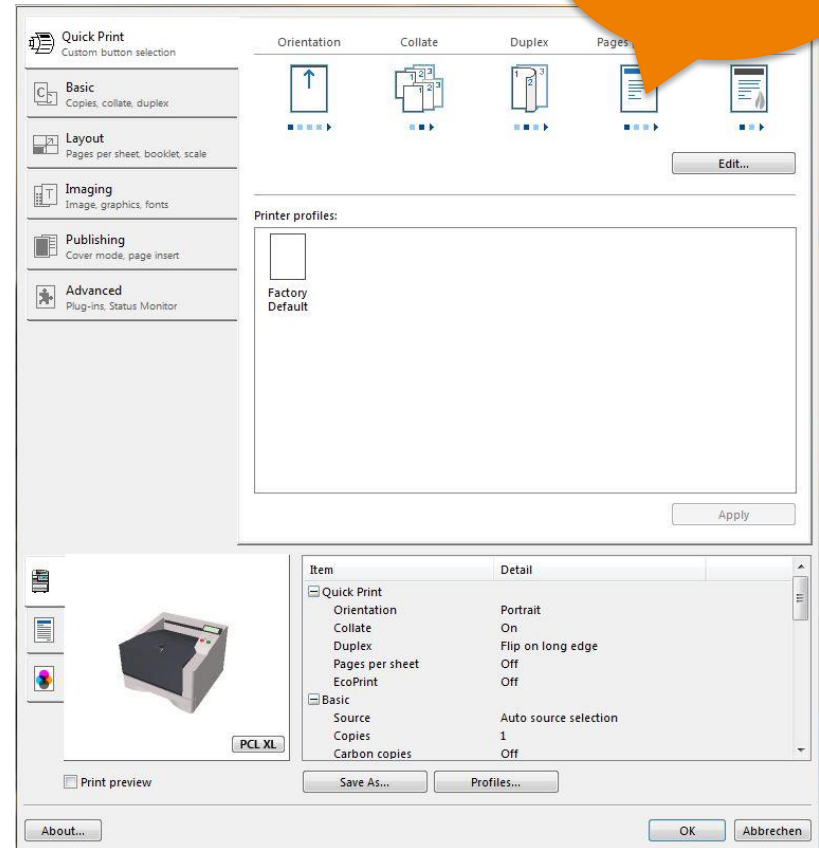 Quick Print
Custom button selection
Basic
Copies, collate, duplex
Layout
Pages per sheet, booklet, scale
Imaging
Image, graphics, fonts
Publishing
Cover mode, page insert
Advanced
Plug-ins, Status Monitor
Orientation Collate Duplex Pages
Edit...
Printer profiles:
Factory
Default
Apply
Item Detail
Quick Print
Orientation Portrait
Collate On
Duplex Flip on long edge
Pages per sheet Off
EcoPrint Off
Basic
Source Auto source selection
Copies 1
Carbon copies Off
PCL XL
Print preview
Save As... Profiles...
About... OK Abbrechen